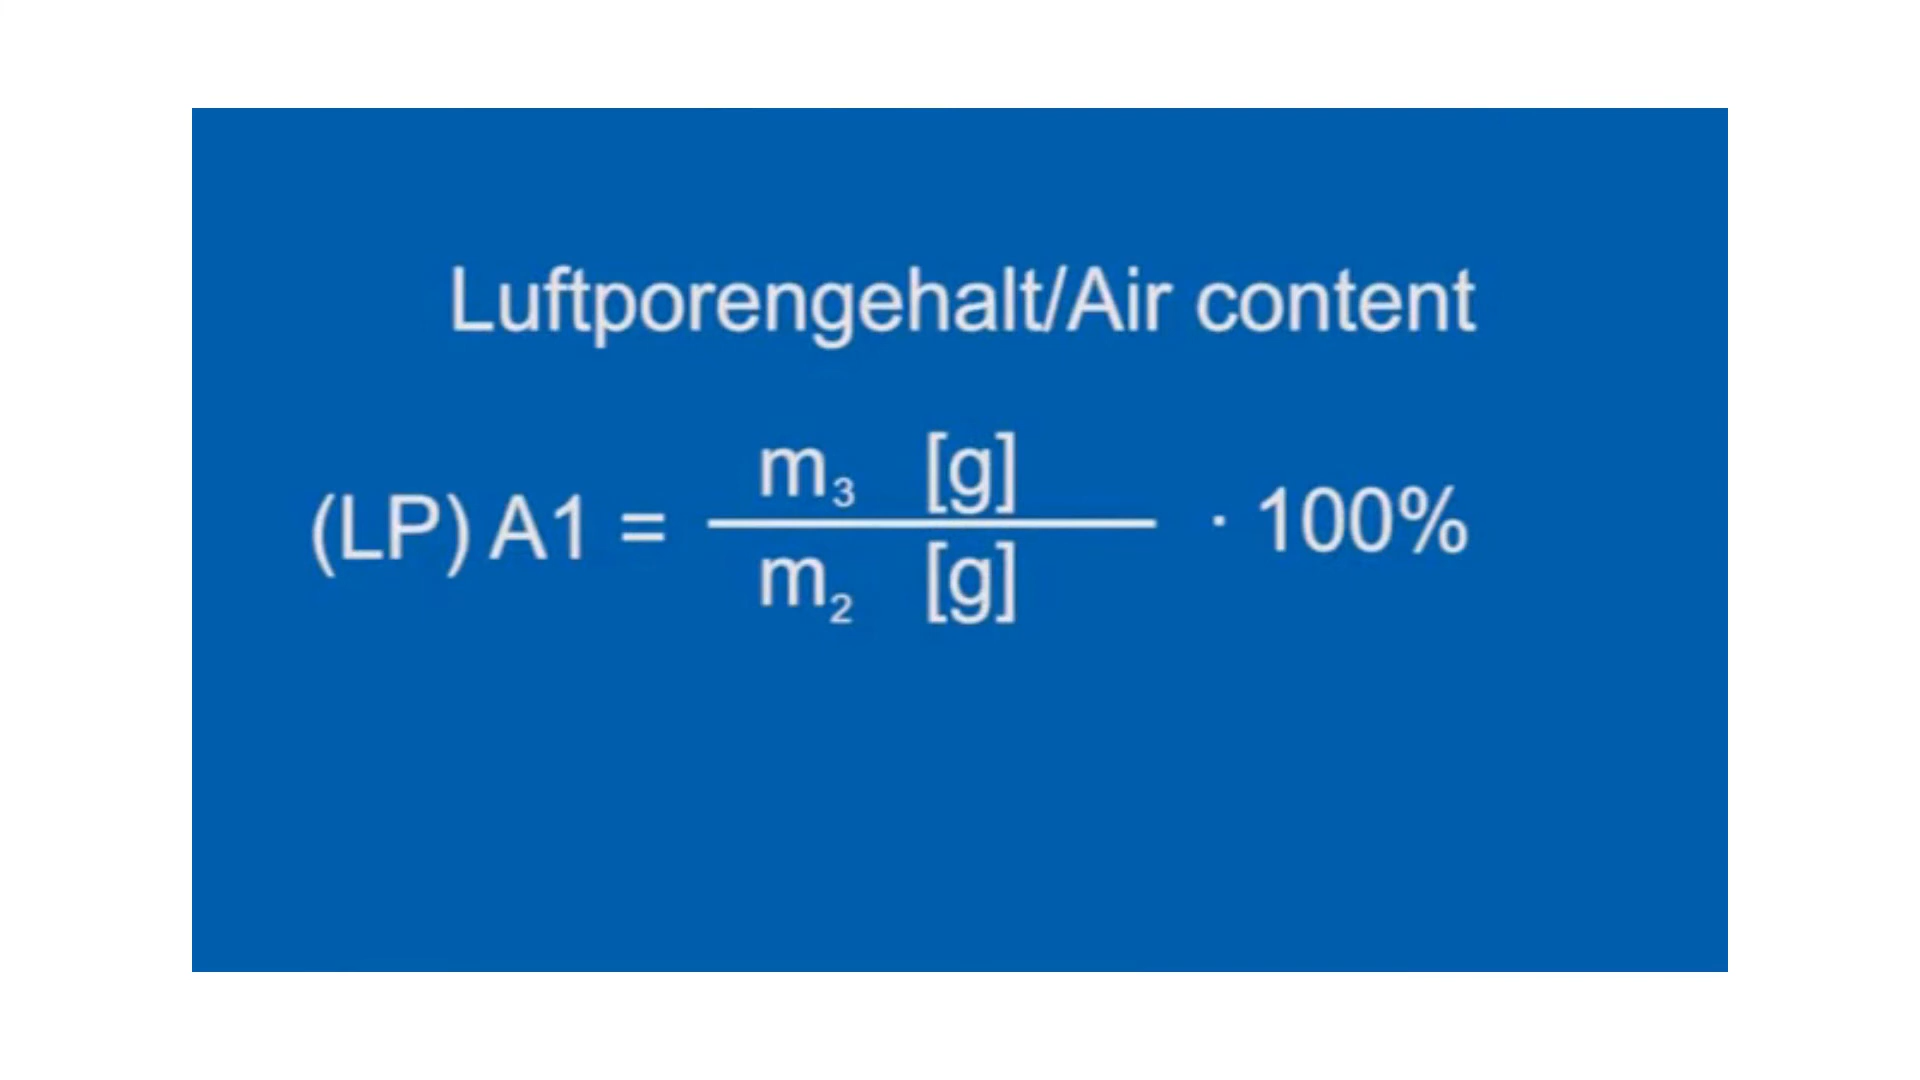 Luftporengehalt/Air content
m₃ [g]
(LP) A1 = · 100%
m₂ [g]